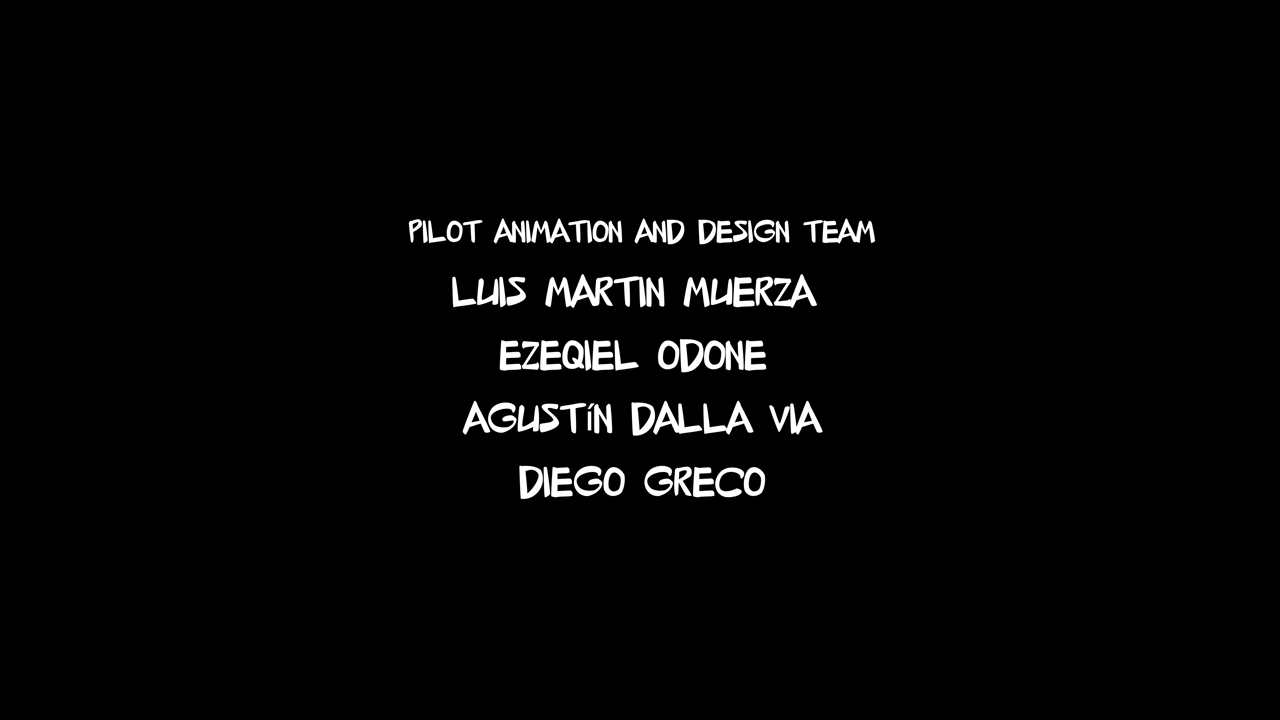 PILOT ANIMATION AND DESIGN TEAM
LUIS MARTIN MUERZA
EZEQIEL ODONE
AGUSTÍN DALLA VIA
DIEGO GRECO